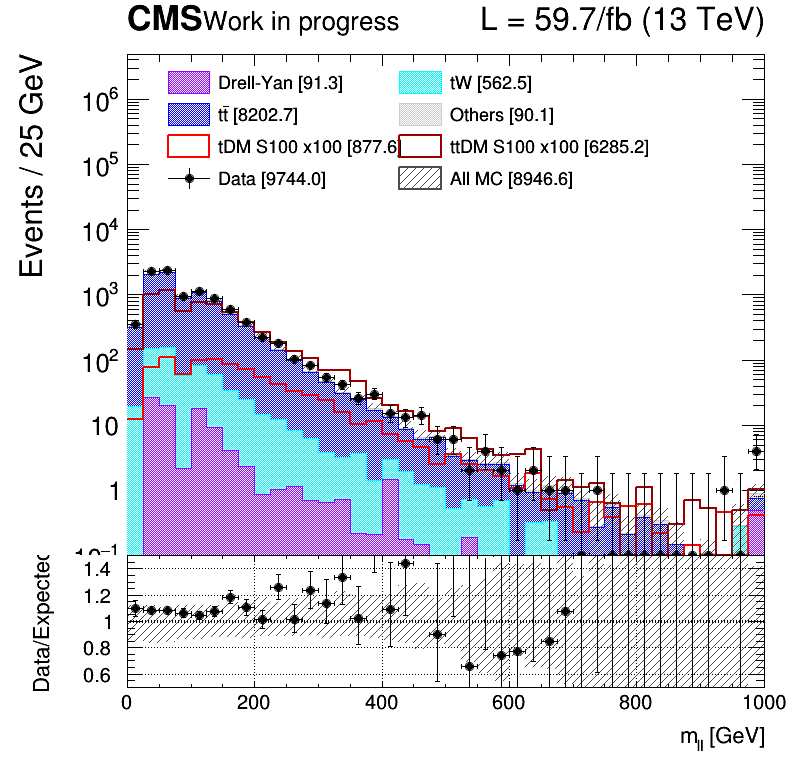 CMS Work in progress L = 59.7/fb (13 TeV)
Events / 25 GeV
Drell-Yan [91.3] tW [562.5]
tt̄ [8202.7] Others [90.1]
tDM S100 x100 [877.6] ttDM S100 x100 [6285.2]
Data [9744.0] All MC [8946.6]
10⁶
10⁵
10⁴
10³
10²
10
1
10⁻¹
Data/Expected
1.4
1.2
1
0.8
0.6
0 200 400 600 800 1000
m_ll [GeV]